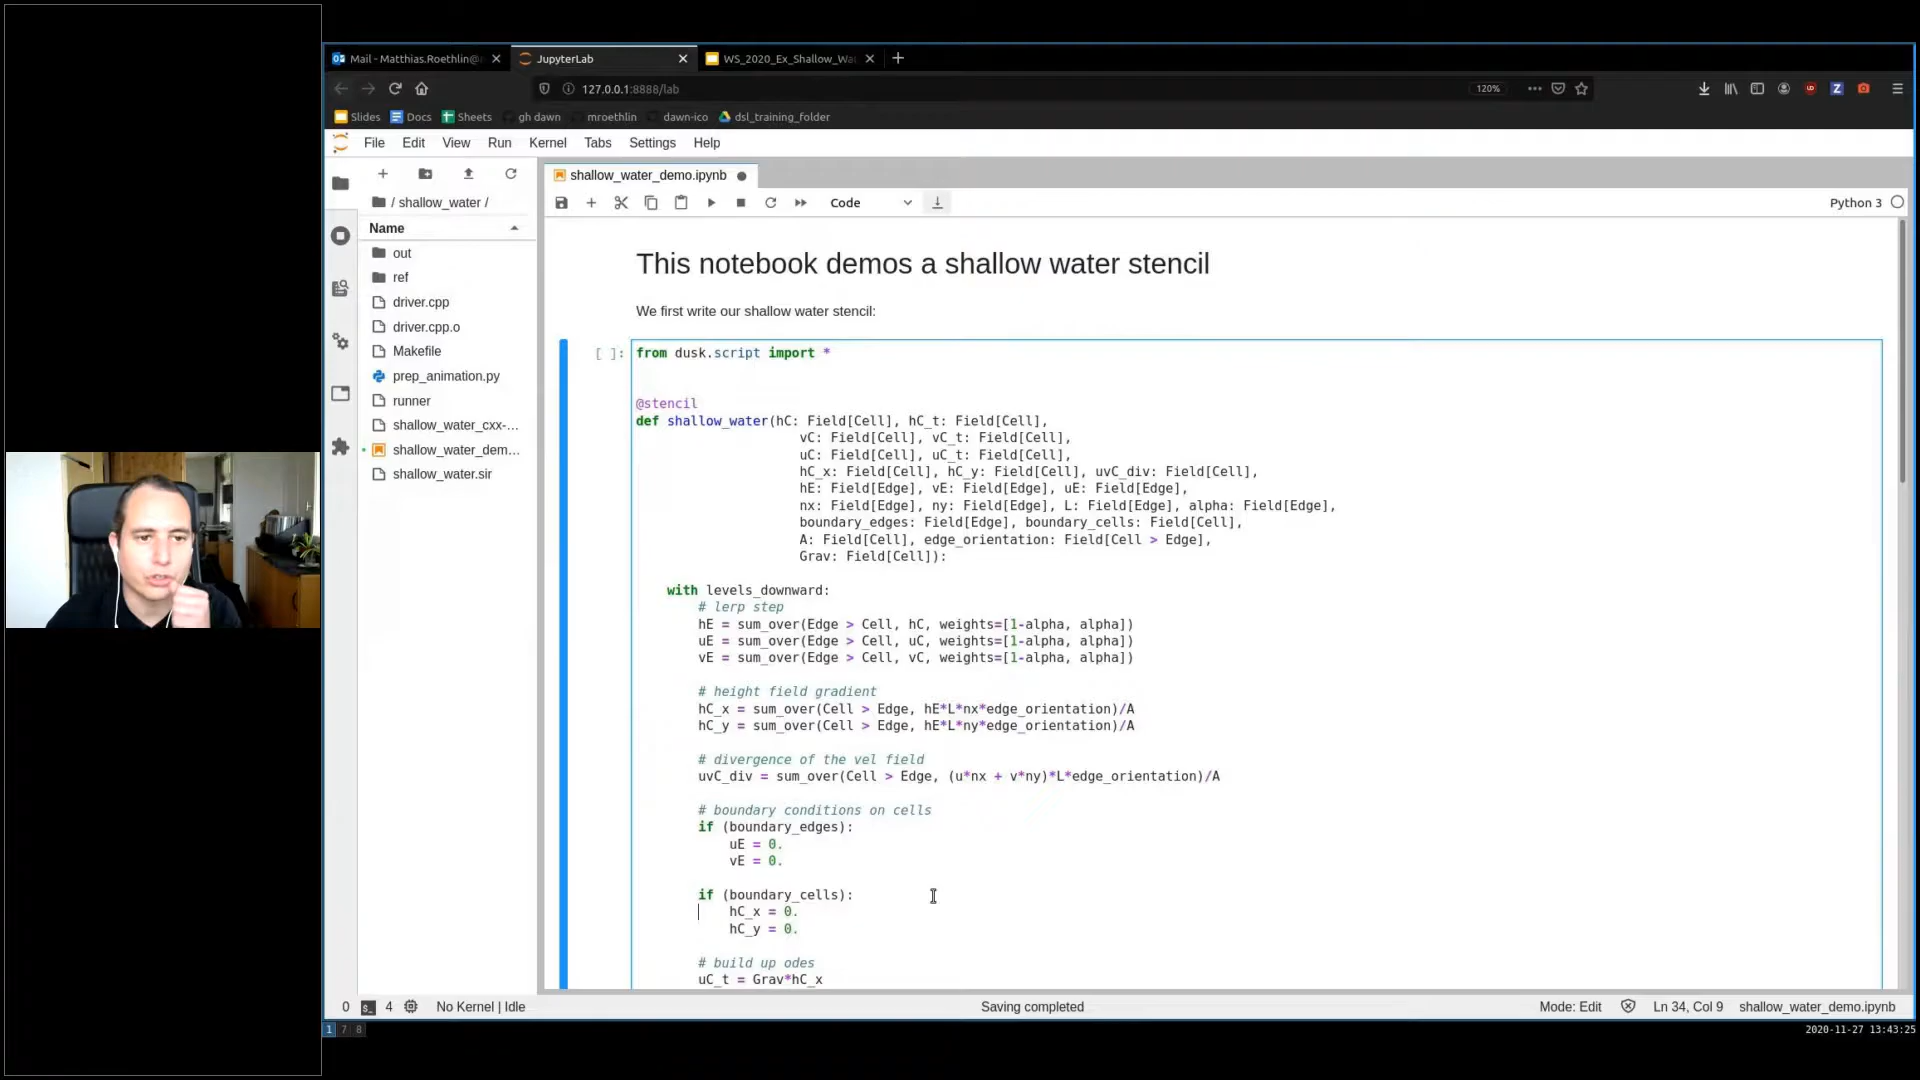 Mail - Matthias.Roethlin@
JupyterLab
WS_2020_Ex_Shallow_Wa
127.0.0.1:8888/lab
120%
Slides
Docs
Sheets
gh dawn
mroethlin
dawn-ico
dsl_training_folder
File Edit View Run Kernel Tabs Settings Help
/ shallow_water /
Name
out
ref
driver.cpp
driver.cpp.o
Makefile
prep_animation.py
runner
shallow_water_cxx-...
shallow_water_dem...
shallow_water.sir
shallow_water_demo.ipynb
Code
Python 3
This notebook demos a shallow water stencil
We first write our shallow water stencil:
[ ]:
from dusk.script import *
@stencil
def shallow_water(hC: Field[Cell], hC_t: Field[Cell],
vC: Field[Cell], vC_t: Field[Cell],
uC: Field[Cell], uC_t: Field[Cell],
hC_x: Field[Cell], hC_y: Field[Cell], uvC_div: Field[Cell],
hE: Field[Edge], vE: Field[Edge], uE: Field[Edge],
nx: Field[Edge], ny: Field[Edge], L: Field[Edge], alpha: Field[Edge],
boundary_edges: Field[Edge], boundary_cells: Field[Cell],
A: Field[Cell], edge_orientation: Field[Cell > Edge],
Grav: Field[Cell]):
with levels_downward:
# lerp step
hE = sum_over(Edge > Cell, hC, weights=[1-alpha, alpha])
uE = sum_over(Edge > Cell, uC, weights=[1-alpha, alpha])
vE = sum_over(Edge > Cell, vC, weights=[1-alpha, alpha])
# height field gradient
hC_x = sum_over(Cell > Edge, hE*L*nx*edge_orientation)/A
hC_y = sum_over(Cell > Edge, hE*L*ny*edge_orientation)/A
# divergence of the vel field
uvC_div = sum_over(Cell > Edge, (u*nx + v*ny)*L*edge_orientation)/A
# boundary conditions on cells
if (boundary_edges):
uE = 0.
vE = 0.
if (boundary_cells):
hC_x = 0.
hC_y = 0.
# build up odes
uC_t = Grav*hC_x
0
4
No Kernel | Idle
Saving completed
Mode: Edit
Ln 34, Col 9
shallow_water_demo.ipynb
1 7 8
2020-11-27 13:43:25